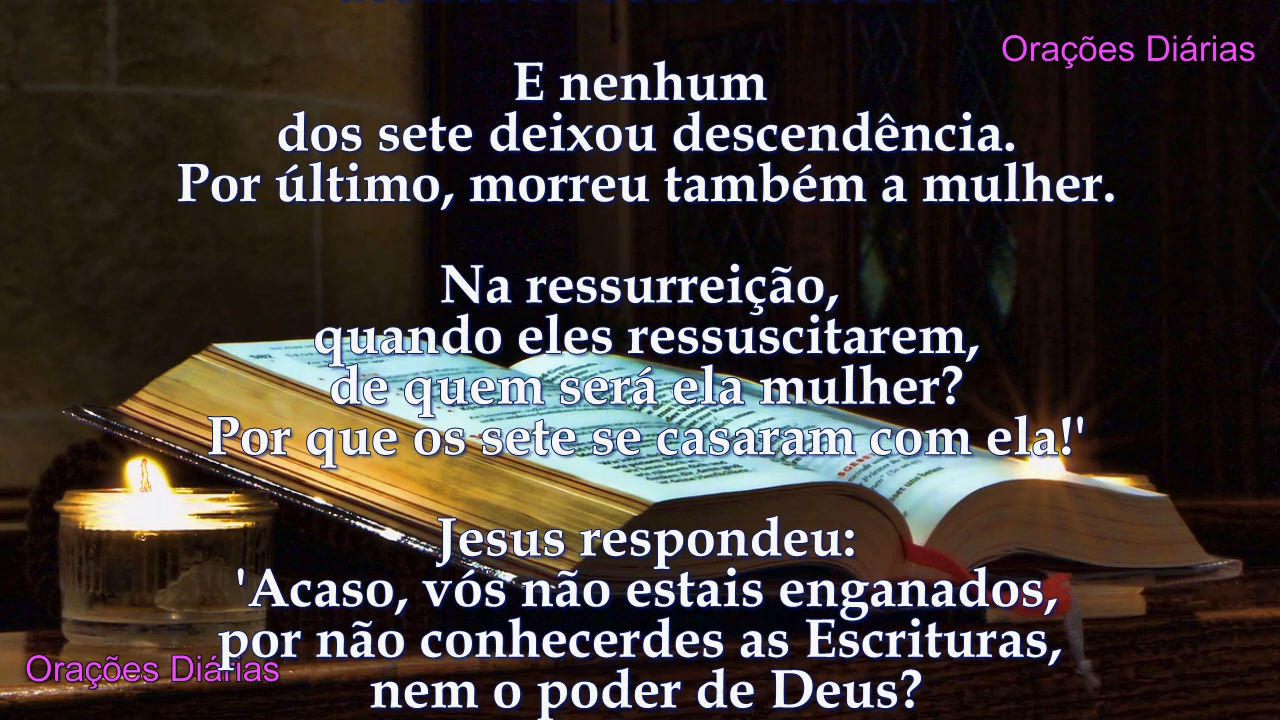 Orações Diárias
E nenhum
dos sete deixou descendência.
Por último, morreu também a mulher.
Na ressurreição,
quando eles ressuscitarem,
de quem será ela mulher?
Por que os sete se casaram com ela!'
Jesus respondeu:
'Acaso, vós não estais enganados,
por não conhecerdes as Escrituras,
nem o poder de Deus?
Orações Diárias